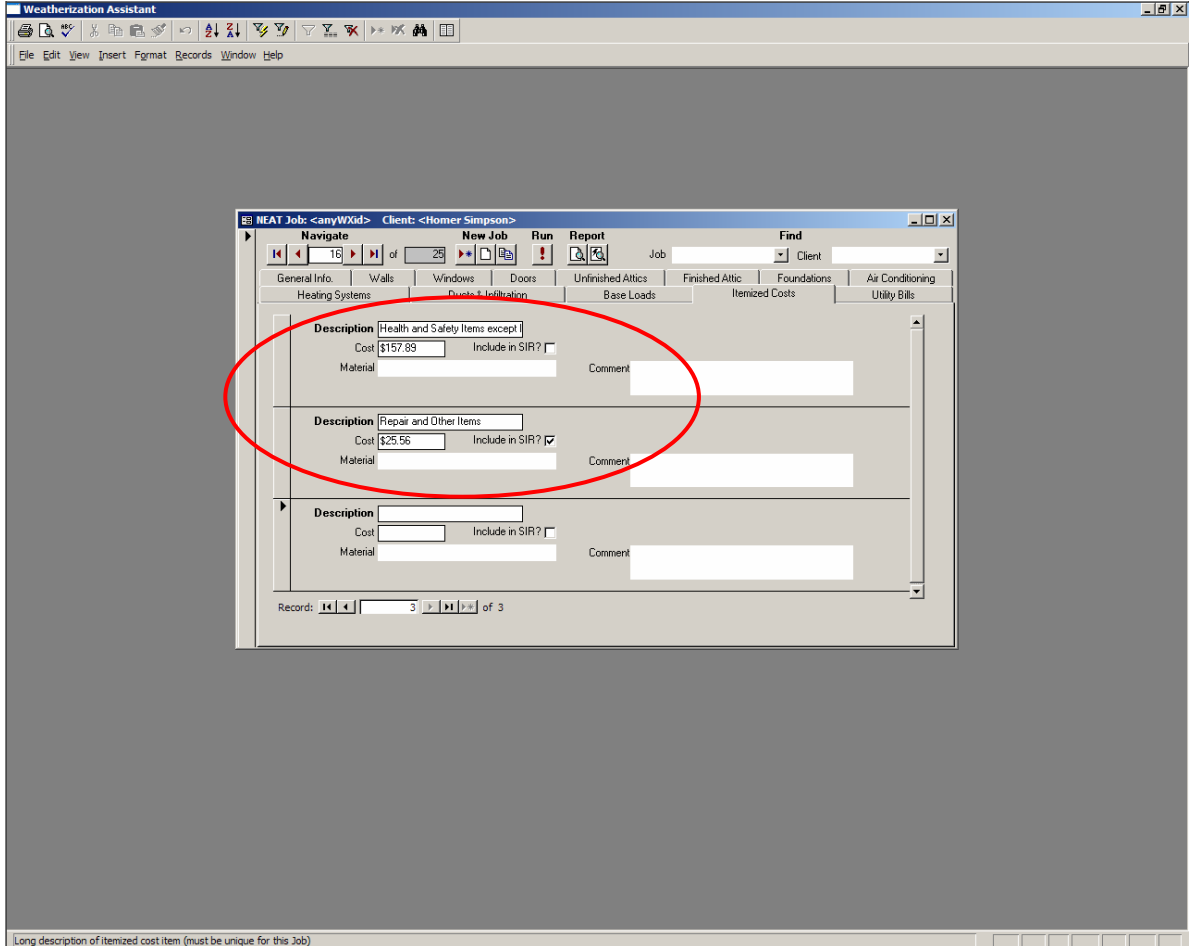 Weatherization Assistant
File Edit View Insert Format Records Window Help
NEAT Job: <anyWXid> Client: <Homer Simpson>
Navigate New Job Run Report Find
16 of 25 Job Client
General Info. Walls Windows Doors Unfinished Attics Finished Attic Foundations Air Conditioning
Heating Systems Ducts & Infiltration Base Loads Itemized Costs Utility Bills
Description Health and Safety Items except
Cost $157.89 Include in SIR?
Material Comment
Description Repair and Other Items
Cost $25.56 Include in SIR?
Material Comment
Description
Cost Include in SIR?
Material Comment
Record: 3 of 3
Long description of itemized cost item (must be unique for this Job)